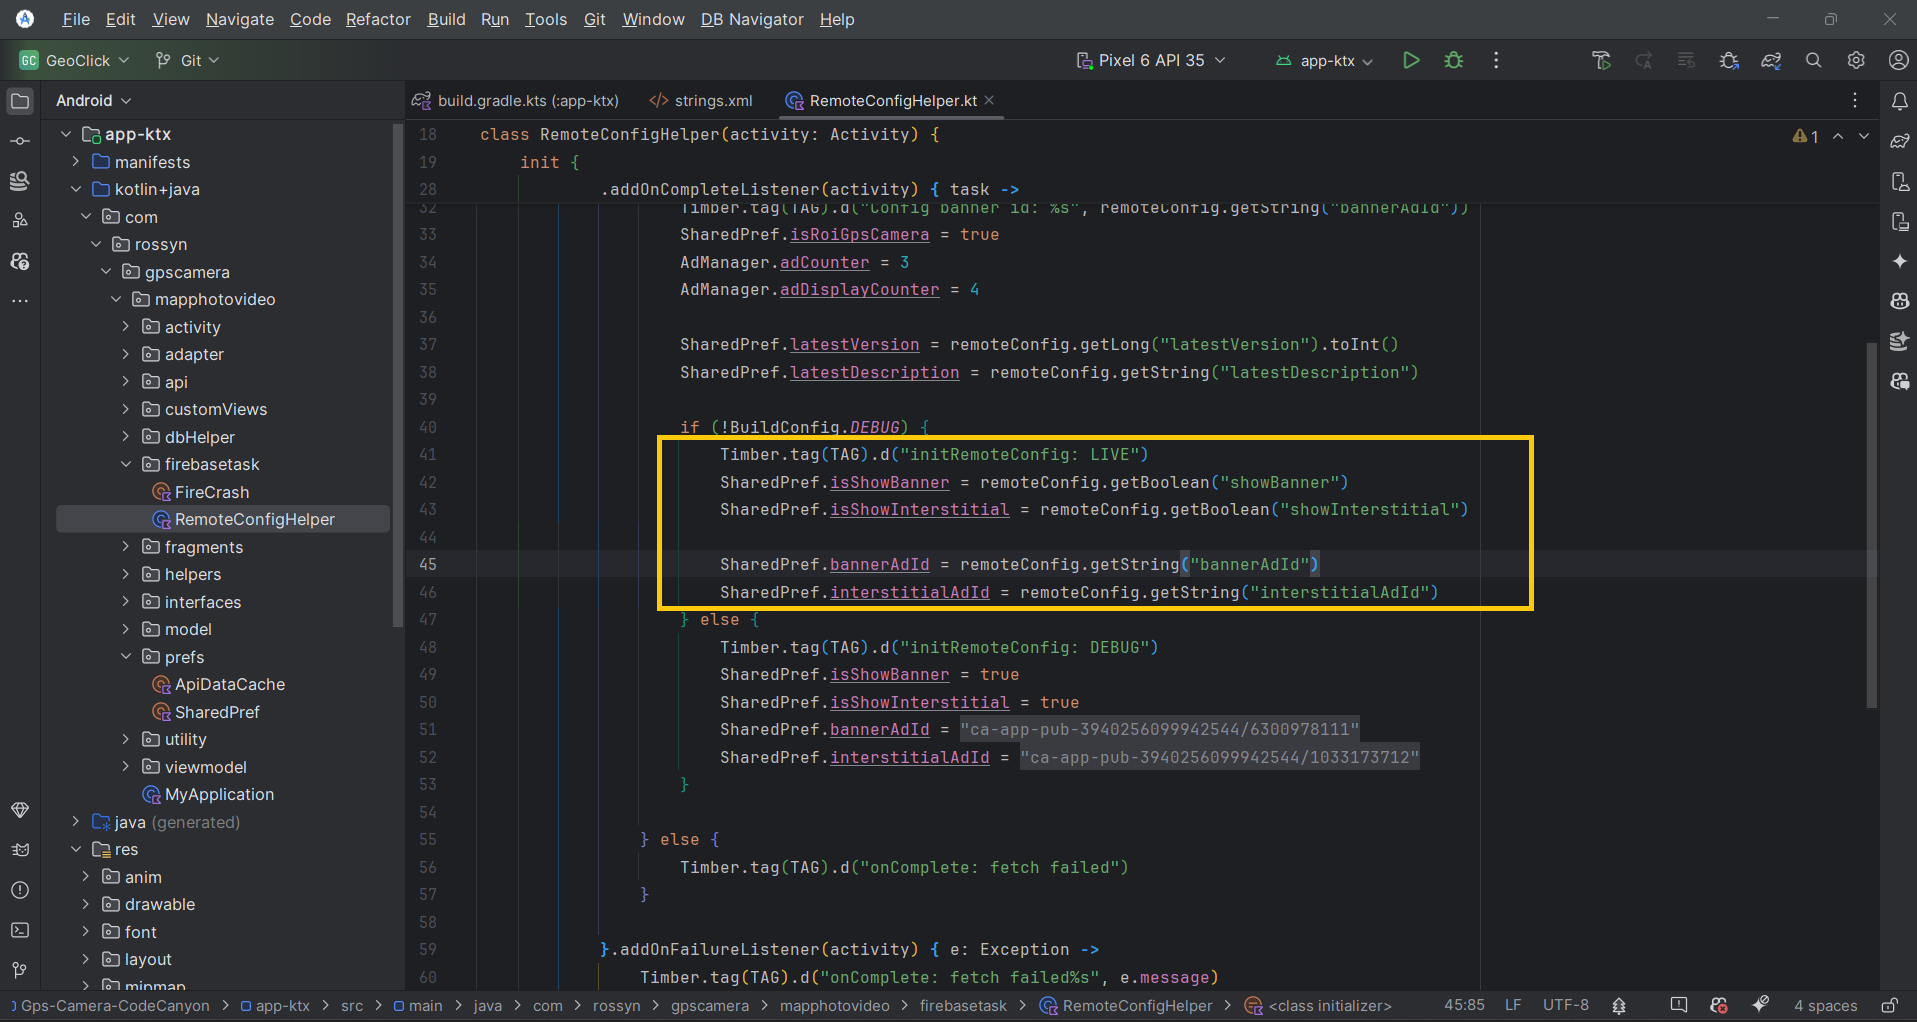 File Edit View Navigate Code Refactor Build Run Tools Git Window DB Navigator Help
GC GeoClick Git Pixel 6 API 35 app-ktx
Android
build.gradle.kts (:app-ktx) strings.xml RemoteConfigHelper.kt
app-ktx
manifests
kotlin+java
com
rossyn
gpscamera
mapphotovideo
activity
adapter
api
customViews
dbHelper
firebasetask
FireCrash
RemoteConfigHelper
fragments
helpers
interfaces
model
prefs
ApiDataCache
SharedPref
utility
viewmodel
MyApplication
java (generated)
res
anim
drawable
font
layout
mipmap
18 class RemoteConfigHelper(activity: Activity) {
1
19 init {
28 .addOnCompleteListener(activity) { task ->
32 Timber.tag(TAG).d("Config banner id: %s", remoteConfig.getString("bannerAdId"))
33 SharedPref.isRoiGpsCamera = true
34 AdManager.adCounter = 3
35 AdManager.adDisplayCounter = 4
36
37 SharedPref.latestVersion = remoteConfig.getLong("latestVersion").toInt()
38 SharedPref.latestDescription = remoteConfig.getString("latestDescription")
39
40 if (!BuildConfig.DEBUG) {
41 Timber.tag(TAG).d("initRemoteConfig: LIVE")
42 SharedPref.isShowBanner = remoteConfig.getBoolean("showBanner")
43 SharedPref.isShowInterstitial = remoteConfig.getBoolean("showInterstitial")
44
45 SharedPref.bannerAdId = remoteConfig.getString("bannerAdId")
46 SharedPref.interstitialAdId = remoteConfig.getString("interstitialAdId")
47 } else {
48 Timber.tag(TAG).d("initRemoteConfig: DEBUG")
49 SharedPref.isShowBanner = true
50 SharedPref.isShowInterstitial = true
51 SharedPref.bannerAdId = "ca-app-pub-3940256099942544/6300978111"
52 SharedPref.interstitialAdId = "ca-app-pub-3940256099942544/1033173712"
53 }
54
55 } else {
56 Timber.tag(TAG).d("onComplete: fetch failed")
57 }
58
59 }.addOnFailureListener(activity) { e: Exception ->
60 Timber.tag(TAG).d("onComplete: fetch failed%s", e.message)
Gps-Camera-CodeCanyon > app-ktx > src > main > java > com > rossyn > gpscamera > mapphotovideo > firebasetask > RemoteConfigHelper > <class initializer> 45:85 LF UTF-8 4 spaces